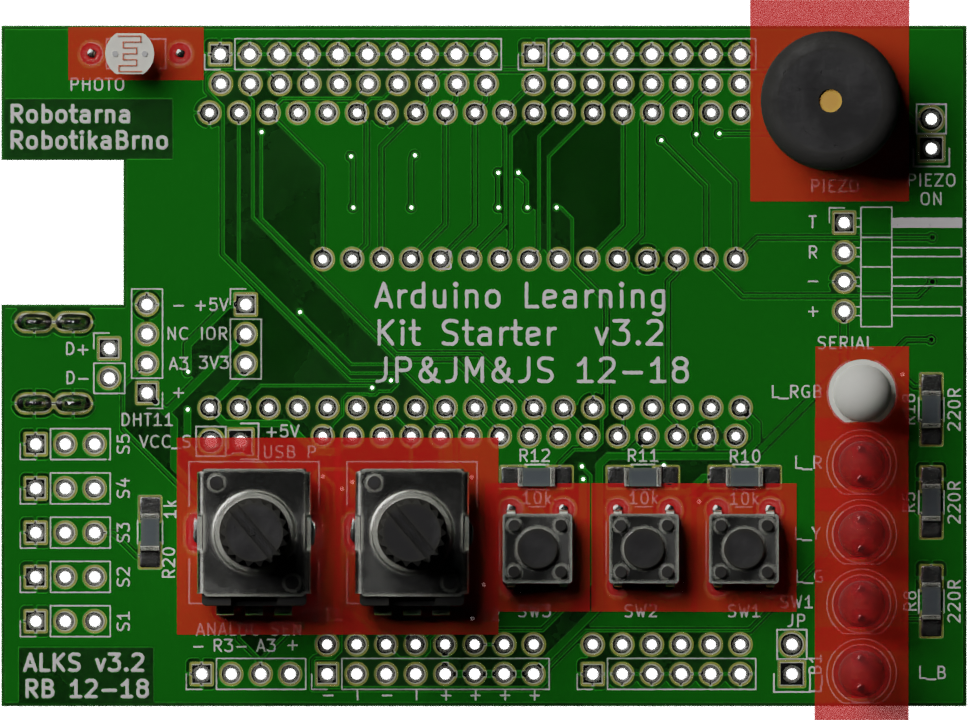 PHOTO
Robotarna
RobotikaBrno
PIEZO
PIEZO
ON
T
R
-
+
SERIAL
Arduino Learning
Kit Starter v3.2
JP&JM&JS 12-18
- +5V
NC IOR
A3 3V3
+
D+
D-
DHT11
VCC_S
+5V
USB P
L_RGB
220R
L_R
220R
L_Y
L_G
220R
L_B
R12
R11
R10
10k
10k
10k
S5
S4
S3
S2
S1
1k
R20
SW3
SW2
SW1
SW1
JP
- R3- A3 +
- | - | + + + +
ALKS v3.2
RB 12-18